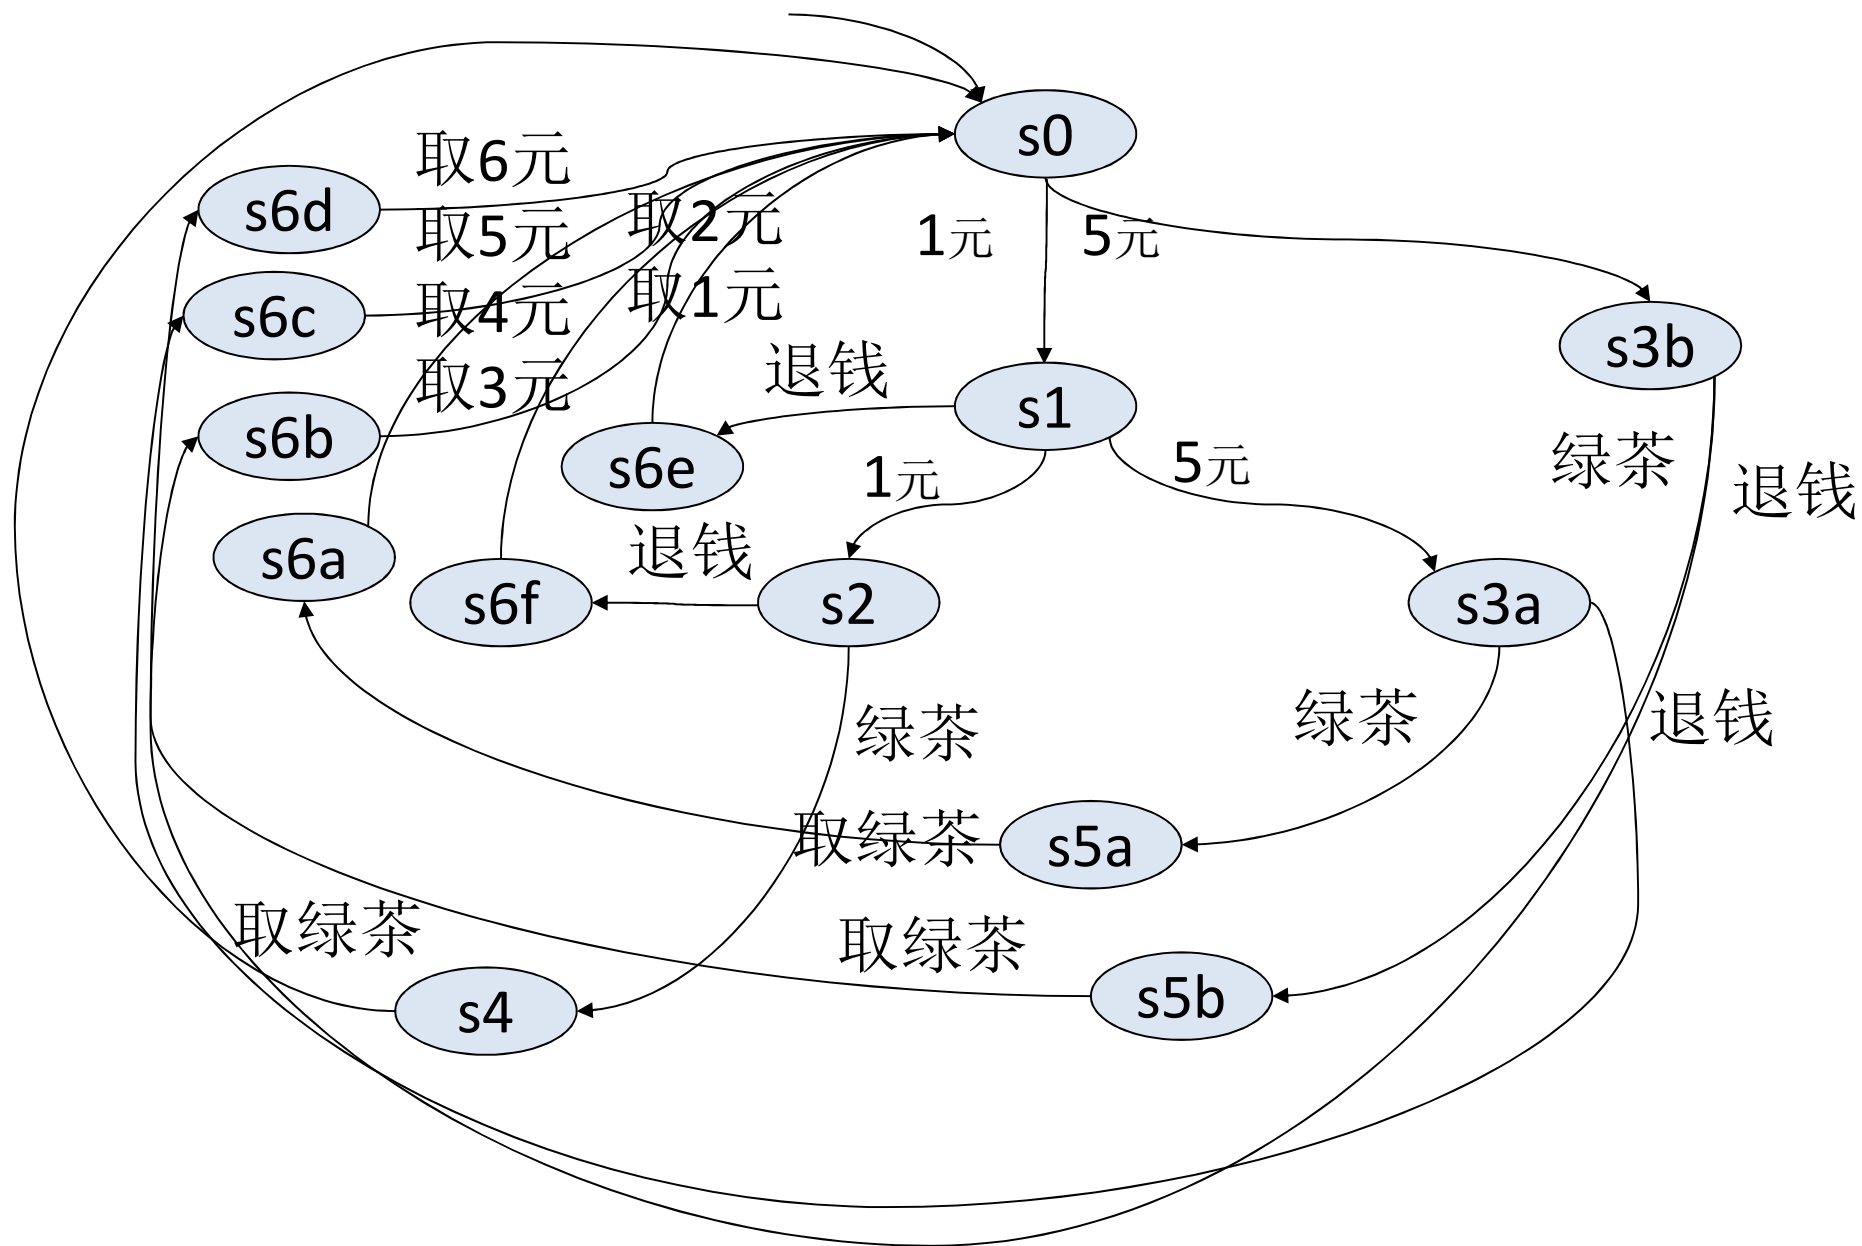 s0
取6元
s6d
取5元
取2元
1元
5元
s6c
取4元
取1元
s3b
退钱
取3元
s1
s6b
s6e
1元
5元
绿茶
退钱
s6a
退钱
s6f
s2
s3a
绿茶
绿茶
退钱
取绿茶
s5a
取绿茶
取绿茶
s4
s5b